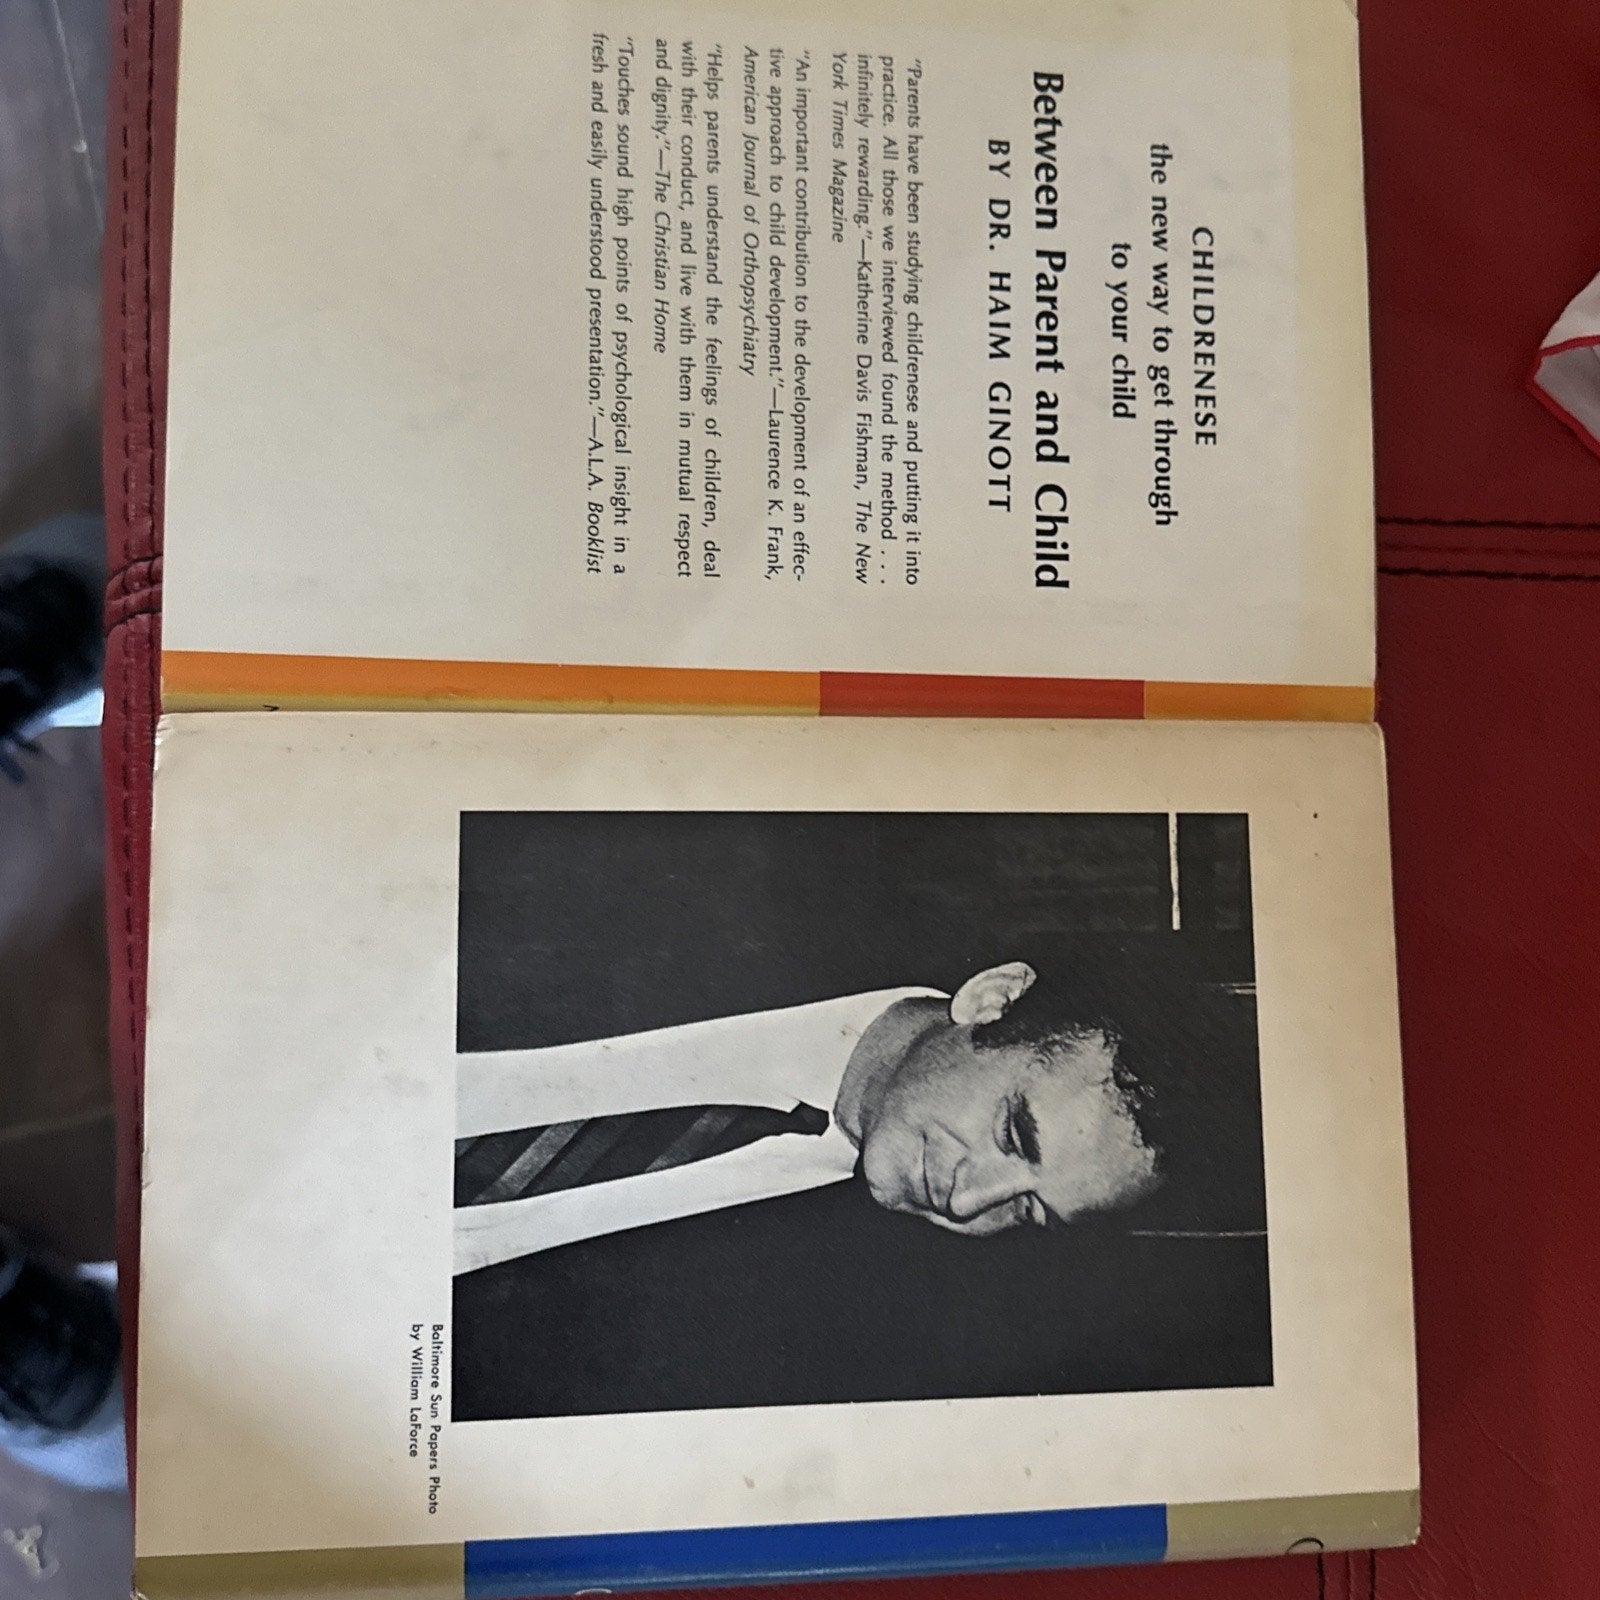 CHILDRENESE
the new way to get through
to your child
Between Parent and Child
BY DR. HAIM GINOTT
"Parents have been studying childrenese and putting it into
practice. All those we interviewed found the method . . .
infinitely rewarding."—Katherine Davis Fishman, The New
York Times Magazine
"An important contribution to the development of an effec-
tive approach to child development."—Laurence K. Frank,
American Journal of Orthopsychiatry
"Helps parents understand the feelings of children, deal
with their conduct, and live with them in mutual respect
and dignity."—The Christian Home
"Touches sound high points of psychological insight in a
fresh and easily understood presentation."—A.L.A. Booklist
Baltimore Sun Papers Photo
by William LaForce